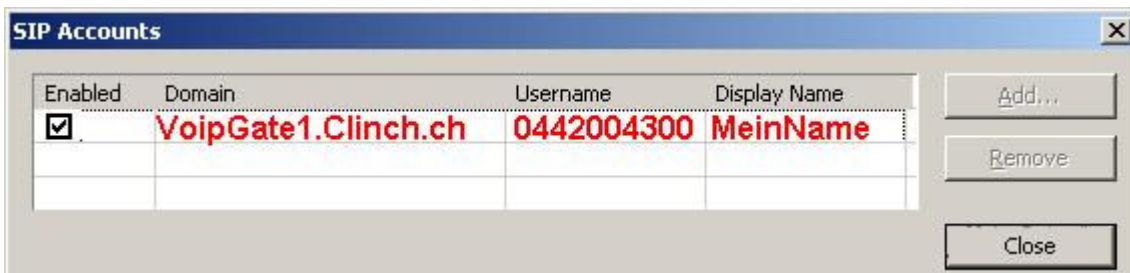 SIP Accounts
Enabled Domain Username Display Name
VoipGate1.Clinch.ch 0442004300 MeinName
Add...
Remove
Close